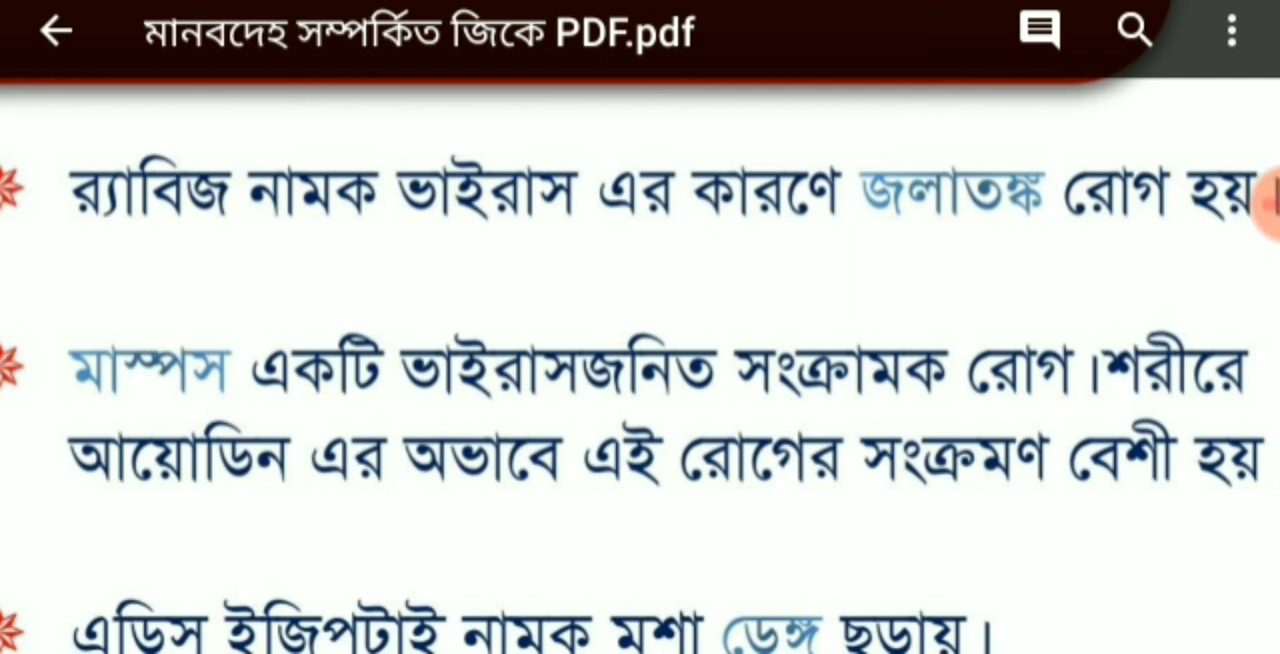 মানবদেহ সম্পর্কিত জিকে PDF.pdf
র‍্যাবিজ নামক ভাইরাস এর কারণে জলাতঙ্ক রোগ হয়
মাম্পস একটি ভাইরাসজনিত সংক্রামক রোগ।শরীরে
আয়োডিন এর অভাবে এই রোগের সংক্রমণ বেশী হয়
এডিস ইজিপটাই নামক মশা ডেঙ্গু ছড়ায়।